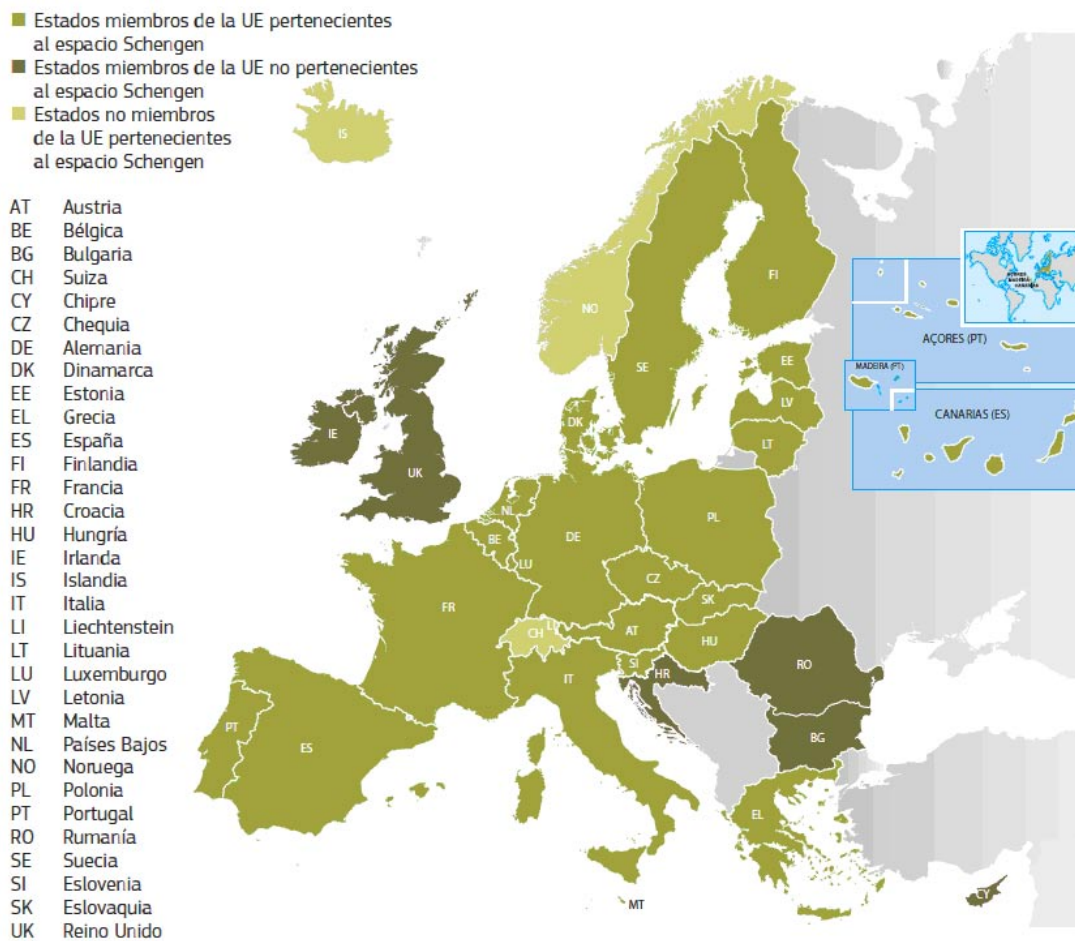 Estados miembros de la UE pertenecientes
al espacio Schengen
Estados miembros de la UE no pertenecientes
al espacio Schengen
Estados no miembros
de la UE pertenecientes
al espacio Schengen
AT Austria
BE Bélgica
BG Bulgaria
CH Suiza
CY Chipre
CZ Chequia
DE Alemania
DK Dinamarca
EE Estonia
EL Grecia
ES España
FI Finlandia
FR Francia
HR Croacia
HU Hungría
IE Irlanda
IS Islandia
IT Italia
LI Liechtenstein
LT Lituania
LU Luxemburgo
LV Letonia
MT Malta
NL Países Bajos
NO Noruega
PL Polonia
PT Portugal
RO Rumanía
SE Suecia
SI Eslovenia
SK Eslovaquia
UK Reino Unido
IS
FI
NO
SE
EE
LV
LT
DK
IE
UK
NL
BE
DE
PL
LU
CZ
SK
FR
CH
LI
AT
HU
SI
HR
IT
RO
BG
PT
ES
EL
MT
CY
AÇORES (PT)
MADEIRA (PT)
CANARIAS (ES)